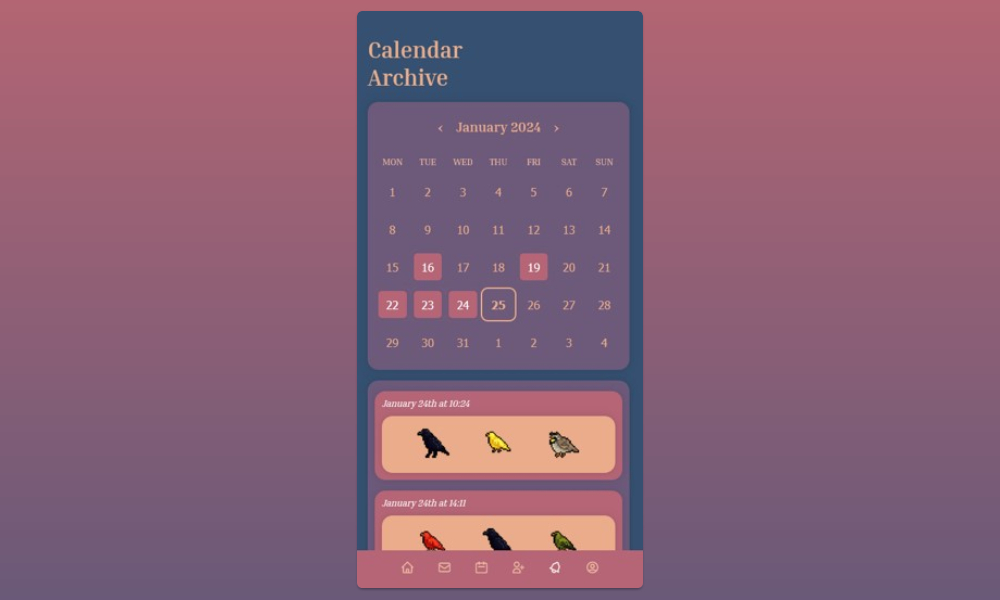 Calendar
Archive
‹ January 2024 ›
MON TUE WED THU FRI SAT SUN
1 2 3 4 5 6 7
8 9 10 11 12 13 14
15 16 17 18 19 20 21
22 23 24 25 26 27 28
29 30 31 1 2 3 4
January 24th at 10:24
January 24th at 14:11